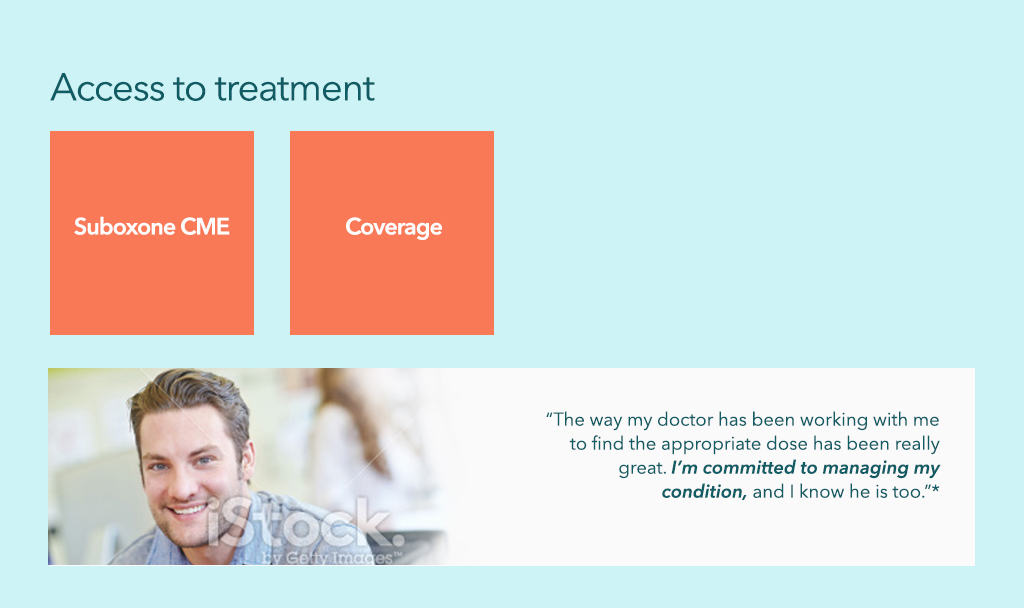 Access to treatment
Suboxone CME
Coverage
“The way my doctor has been working with me
to find the appropriate dose has been really
great. I’m committed to managing my
condition, and I know he is too.”*
iStock.
by Getty Images™